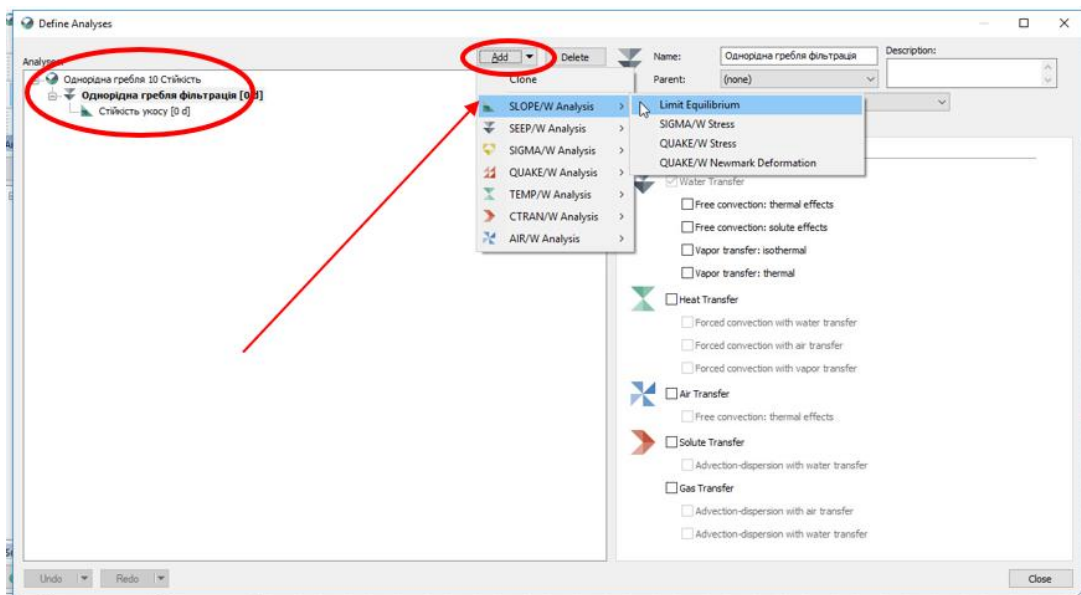 Define Analyses
Analyses:
Add
Delete
Однорідна гребля 10 Стійкість
Однорідна гребля фільтрація [0 d]
Стійкість укосу [0 d]
Clone
SLOPE/W Analysis
SEEP/W Analysis
SIGMA/W Analysis
QUAKE/W Analysis
TEMP/W Analysis
CTRAN/W Analysis
AIR/W Analysis
Limit Equilibrium
SIGMA/W Stress
QUAKE/W Stress
QUAKE/W Newmark Deformation
Name:
Однорідна гребля фільтрація
Description:
Parent:
(none)
Water Transfer
Free convection: thermal effects
Free convection: solute effects
Vapor transfer: isothermal
Vapor transfer: thermal
Heat Transfer
Forced convection with water transfer
Forced convection with air transfer
Forced convection with vapor transfer
Air Transfer
Free convection: thermal effects
Solute Transfer
Advection-dispersion with water transfer
Gas Transfer
Advection-dispersion with air transfer
Advection-dispersion with water transfer
Undo
Redo
Close